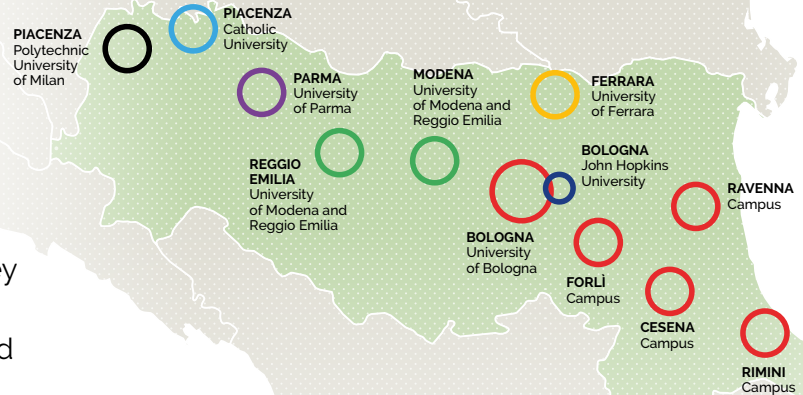 PIACENZA
Polytechnic
University
of Milan
PIACENZA
Catholic
University
PARMA
University
of Parma
MODENA
University
of Modena and
Reggio Emilia
FERRARA
University
of Ferrara
REGGIO
EMILIA
University
of Modena and
Reggio Emilia
BOLOGNA
John Hopkins
University
RAVENNA
Campus
BOLOGNA
University
of Bologna
FORLÌ
Campus
CESENA
Campus
RIMINI
Campus
ey
d